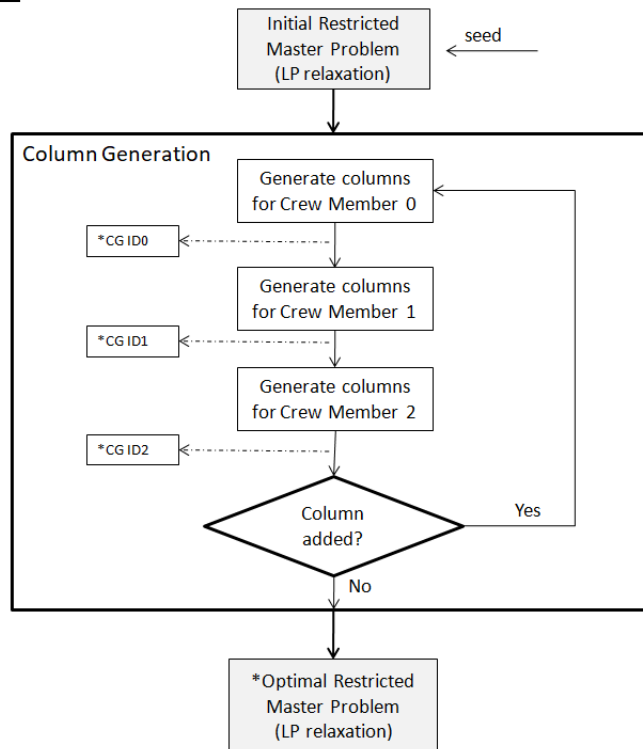 Initial Restricted
Master Problem
(LP relaxation)
seed
Column Generation
Generate columns
for Crew Member 0
*CG ID0
Generate columns
for Crew Member 1
*CG ID1
Generate columns
for Crew Member 2
*CG ID2
Column
added?
Yes
No
*Optimal Restricted
Master Problem
(LP relaxation)